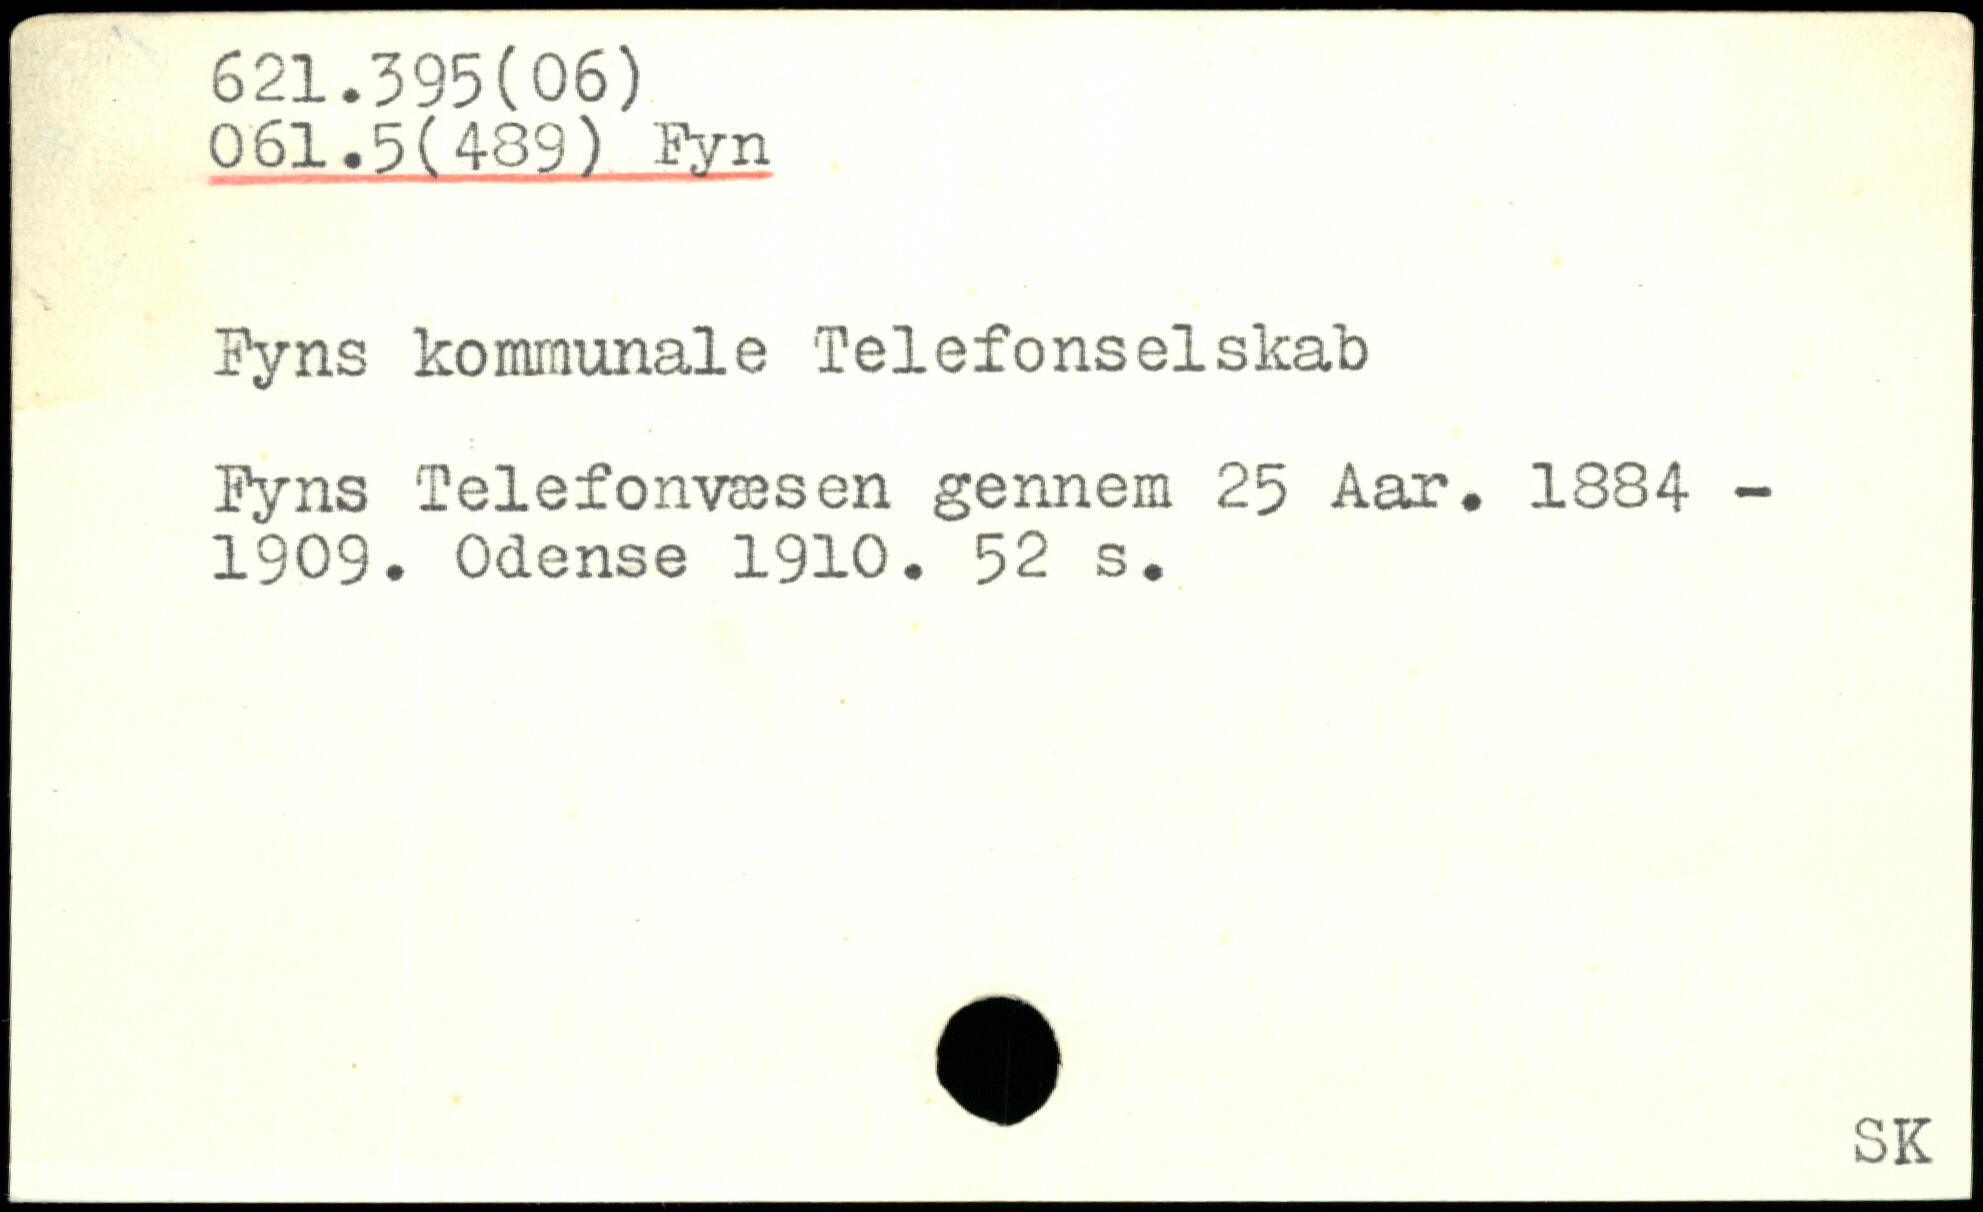 621.395(06)
061.5(489) Fyn
Fyns kommunale Telefonselskab
Fyns Telefonvæsen gennem 25 Aar. 1884 -
1909. Odense 1910. 52 s.
SK